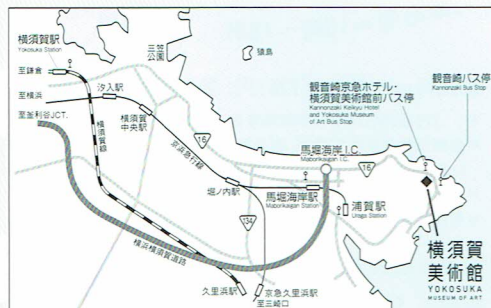 横須賀駅
Yokosuka Station
至鎌倉
汐入駅
至横浜
至釜利谷JCT.
横須賀線
横須賀
中央駅
三笠
公園
猿島
京浜急行線
16
堀ノ内駅
134
横浜横須賀道路
馬堀海岸I.C.
Maborikaigan I.C.
16
馬堀海岸駅
Maborikaigan Station
浦賀駅
Uraga Station
観音崎京急ホテル・
横須賀美術館前バス停
Kannonzaki Keikyu Hotel
and Yokosuka Museum
of Art Bus Stop
観音崎バス停
Kannonzaki Bus Stop
久里浜駅
京急久里浜駅
至三崎口
横須賀
美術館
YOKOSUKA
MUSEUM OF ART